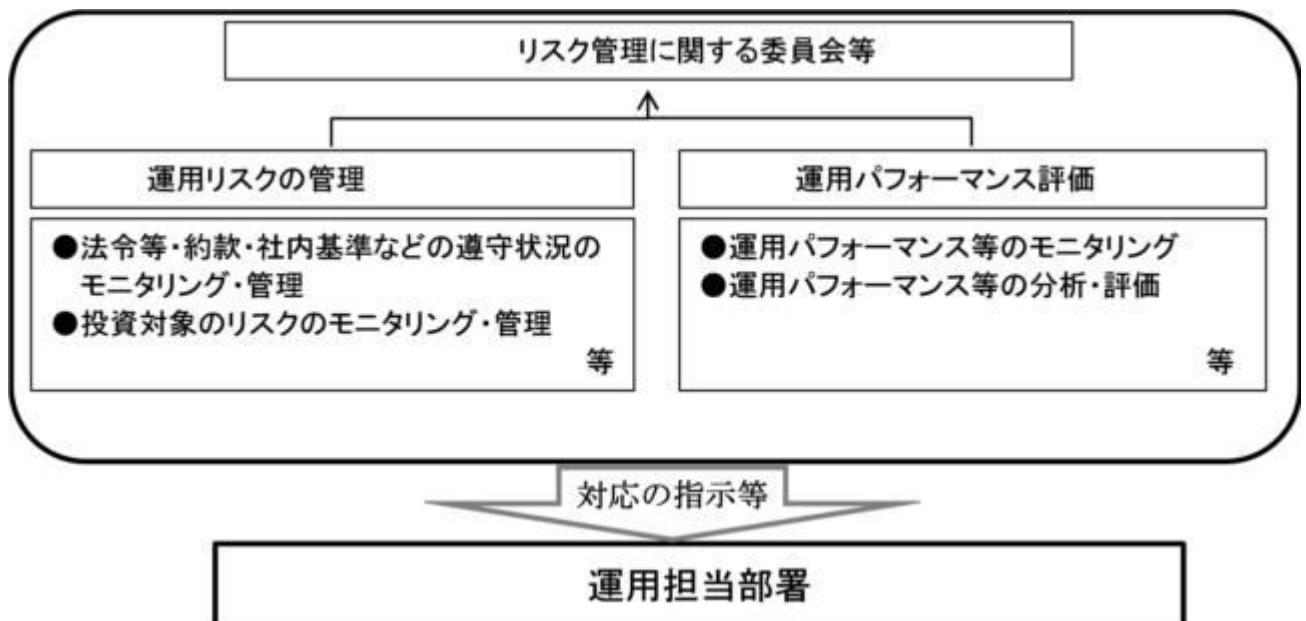 リスク管理に関する委員会等
運用リスクの管理
●法令等・約款・社内基準などの遵守状況の
モニタリング・管理
●投資対象のリスクのモニタリング・管理
等
運用パフォーマンス評価
●運用パフォーマンス等のモニタリング
●運用パフォーマンス等の分析・評価
等
対応の指示等
運用担当部署